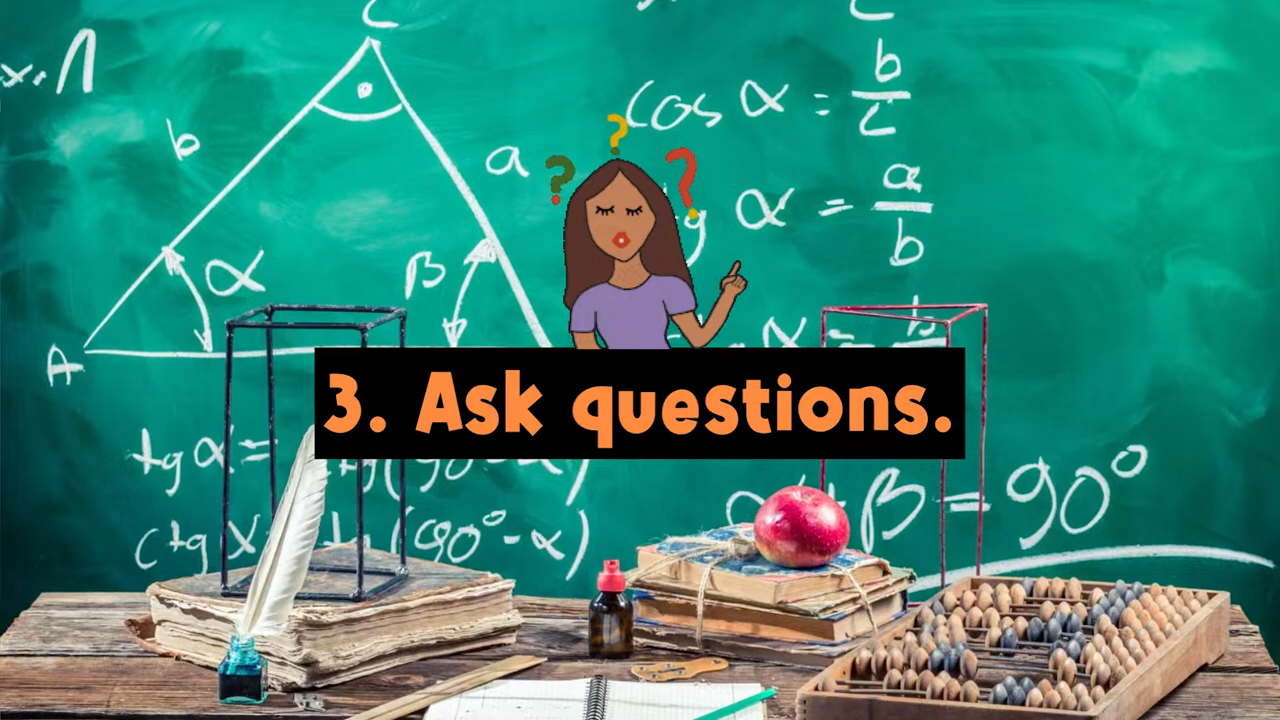 C
x.
b
cos α = b/c
a
α = a/b
α
β
A
3. Ask questions.
tg α =
α + β = 90°
ctg (90° - α)